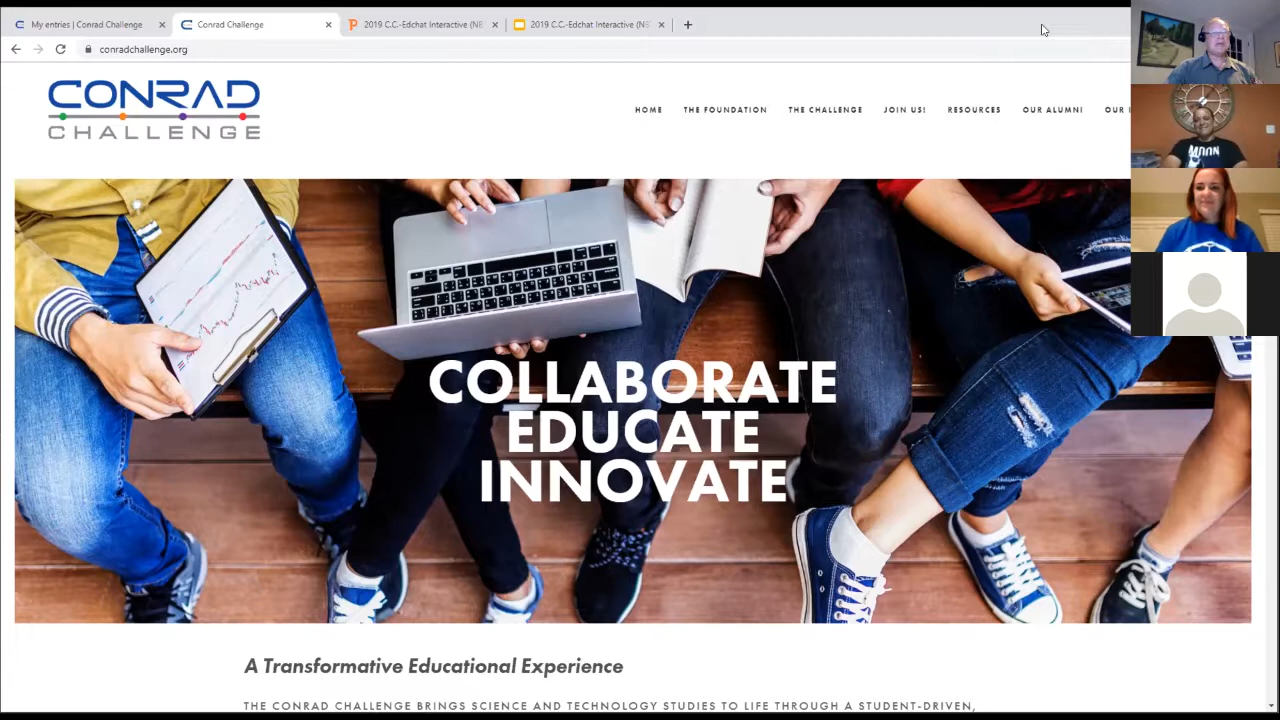 My entries | Conrad Challenge
Conrad Challenge
2019 C.C.-Edchat Interactive (N
2019 C.C.-Edchat Interactive (N
conradchallenge.org
CONRAD
CHALLENGE
HOME THE FOUNDATION THE CHALLENGE JOIN US! RESOURCES OUR ALUMNI OUR
MOON
COLLABORATE
EDUCATE
INNOVATE
A Transformative Educational Experience
THE CONRAD CHALLENGE BRINGS SCIENCE AND TECHNOLOGY STUDIES TO LIFE THROUGH A STUDENT-DRIVEN,